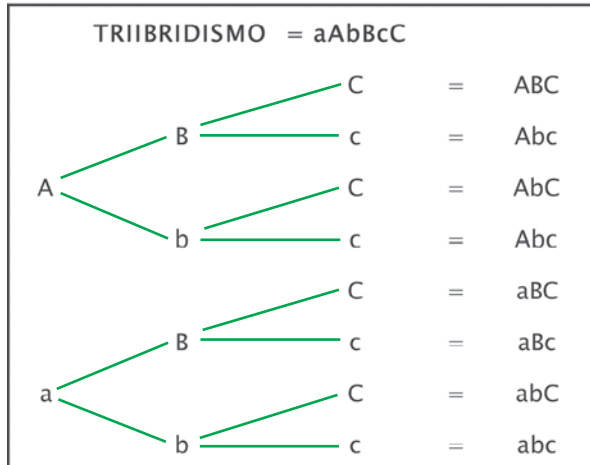 TRIIBRIDISMO = aAbBcC
C = ABC
B
c = Abc
A
C = AbC
b
c = Abc
C = aBC
B
c = aBc
a
C = abC
b
c = abc